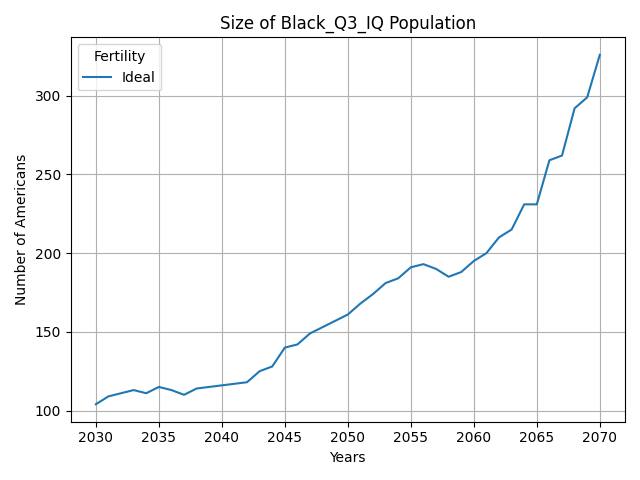 Size of Black_Q3_IQ Population
Fertility
Ideal
Number of Americans
300
250
200
150
100
2030 2035 2040 2045 2050 2055 2060 2065 2070
Years